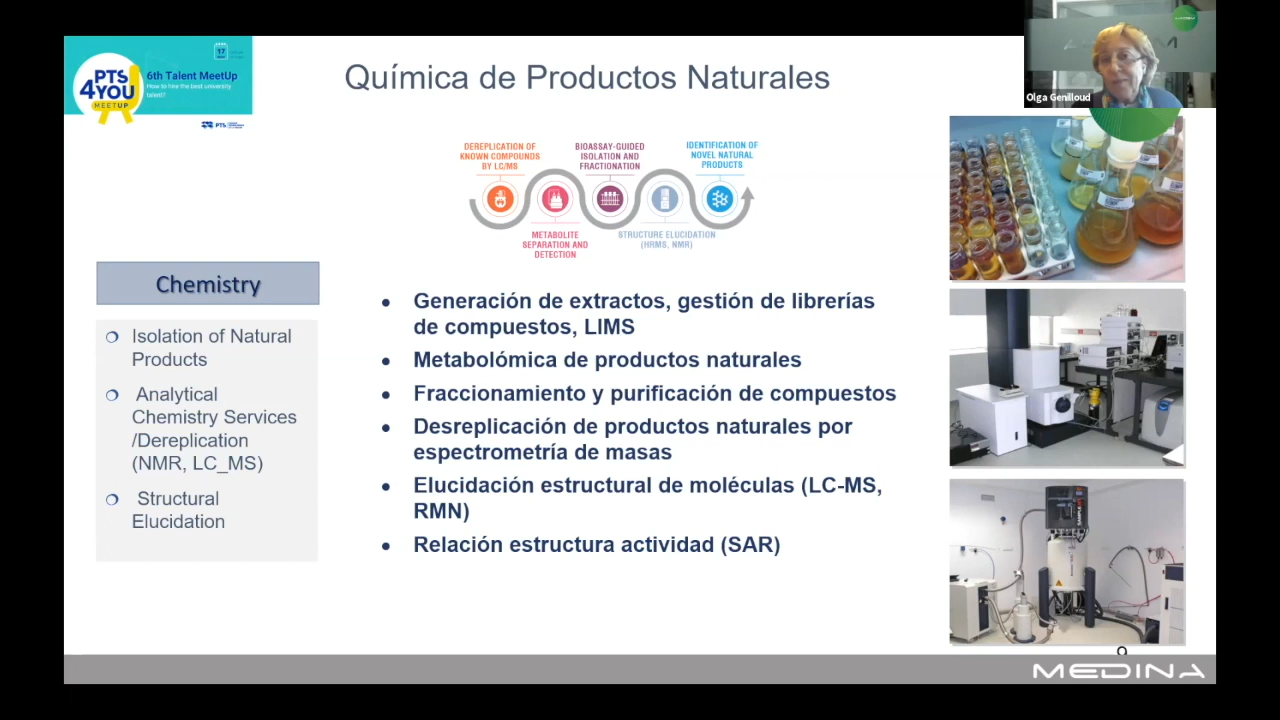 PTS
4YOU
MEETUP
17
6th Talent MeetUp
How to hire the best university
talent?
PTS
Química de Productos Naturales
Olga Genilloud
DEREPLICATION OF
KNOWN COMPOUNDS
BY LC/MS
BIOASSAY-GUIDED
ISOLATION AND
FRACTIONATION
IDENTIFICATION OF
NOVEL NATURAL
PRODUCTS
METABOLITE
SEPARATION AND
DETECTION
STRUCTURE ELUCIDATION
(HRMS, NMR)
Chemistry
Isolation of Natural
Products
Analytical
Chemistry Services
/Dereplication
(NMR, LC_MS)
Structural
Elucidation
• Generación de extractos, gestión de librerías
de compuestos, LIMS
• Metabolómica de productos naturales
• Fraccionamiento y purificación de compuestos
• Desreplicación de productos naturales por
espectrometría de masas
• Elucidación estructural de moléculas (LC-MS,
RMN)
• Relación estructura actividad (SAR)
MEDINA